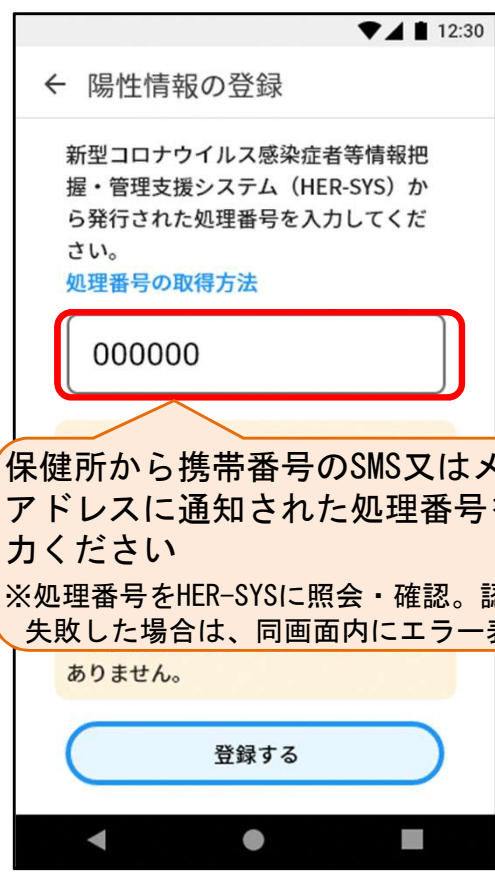 12:30
← 陽性情報の登録
新型コロナウイルス感染症者等情報把
握・管理支援システム（HER-SYS）か
ら発行された処理番号を入力してくだ
さい。
処理番号の取得方法
000000
保健所から携帯番号のSMS又はメ
アドレスに通知された処理番号
力ください
※処理番号をHER-SYSに照会・確認。
失敗した場合は、同画面内にエラー
ありません。
登録する